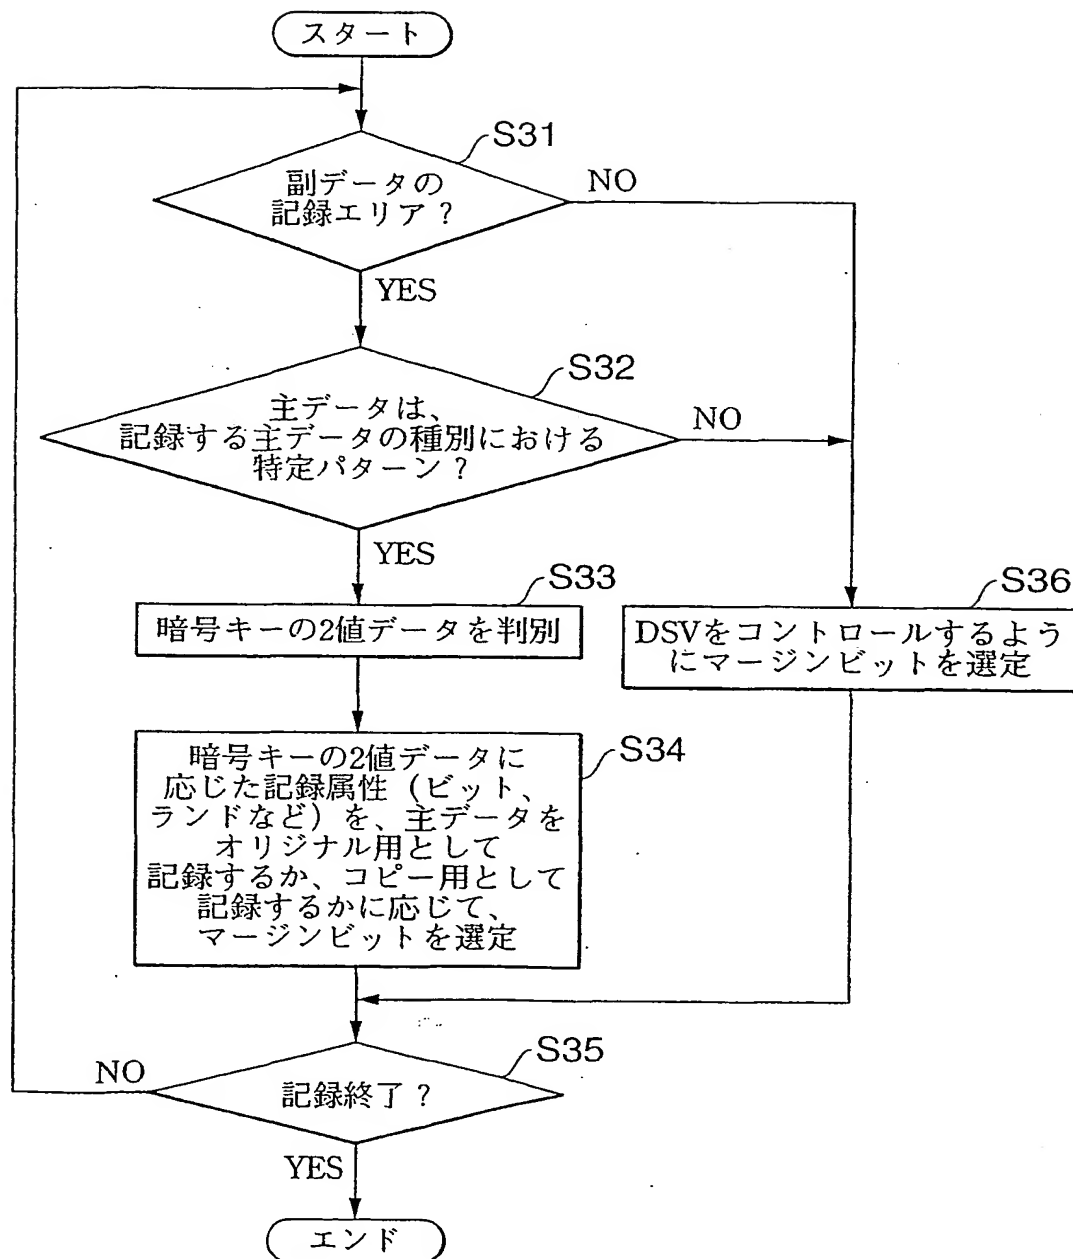 スタート
S31
副データの
記録エリア？
NO
YES
S32
主データは、
記録する主データの種別における
特定パターン？
NO
YES
S33
暗号キーの2値データを判別
S36
DSVをコントロールするよう
にマージンビットを選定
S34
暗号キーの2値データに
応じた記録属性（ピット、
ランドなど）を、主データを
オリジナル用として
記録するか、コピー用として
記録するかに応じて、
マージンビットを選定
S35
記録終了？
NO
YES
エンド